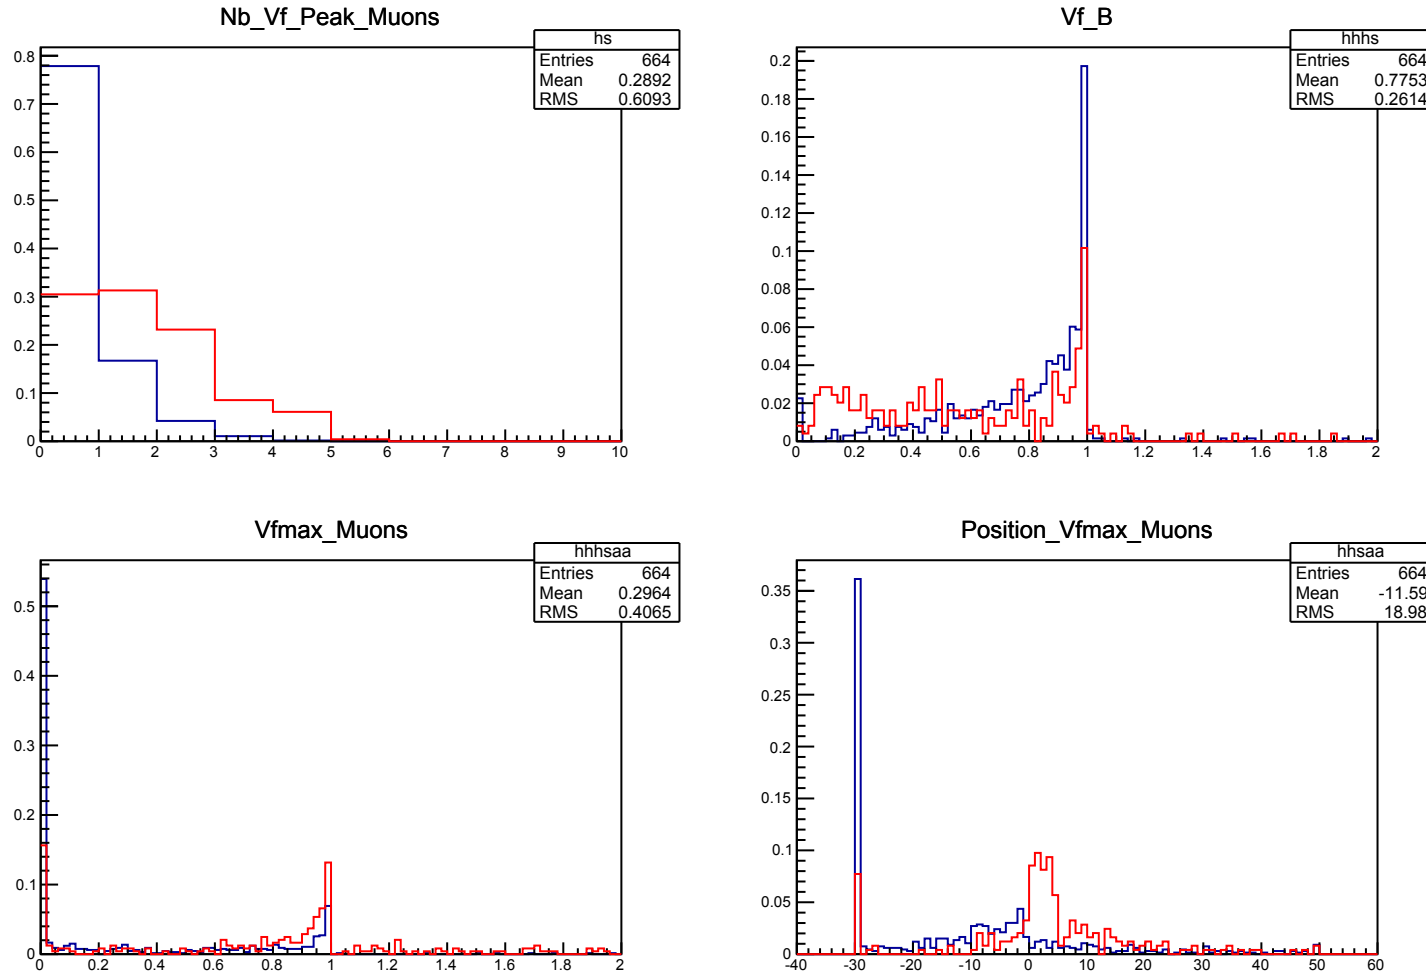 Nb_Vf_Peak_Muons
hs
Entries 664
Mean 0.2892
RMS 0.6093
0.8
0.7
0.6
0.5
0.4
0.3
0.2
0.1
0
0 1 2 3 4 5 6 7 8 9 10
Vf_B
hhhs
Entries 664
Mean 0.7753
RMS 0.2614
0.2
0.18
0.16
0.14
0.12
0.1
0.08
0.06
0.04
0.02
0
0 0.2 0.4 0.6 0.8 1 1.2 1.4 1.6 1.8 2
Vfmax_Muons
hhhsaa
Entries 664
Mean 0.2964
RMS 0.4065
0.5
0.4
0.3
0.2
0.1
0
0 0.2 0.4 0.6 0.8 1 1.2 1.4 1.6 1.8 2
Position_Vfmax_Muons
hhsaa
Entries 664
Mean -11.59
RMS 18.98
0.35
0.3
0.25
0.2
0.15
0.1
0.05
0
-40 -30 -20 -10 0 10 20 30 40 50 60